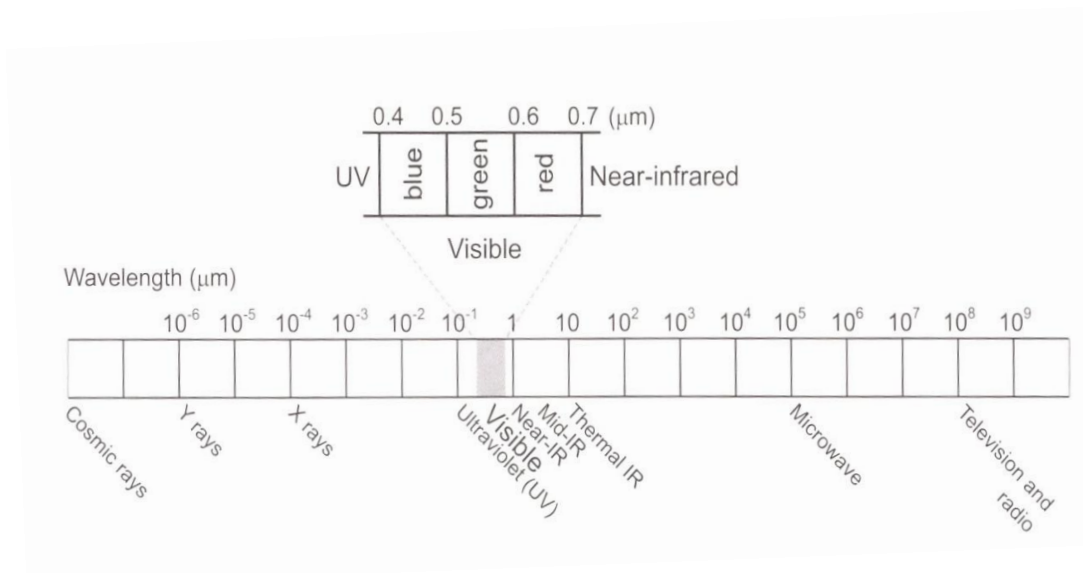 0.4 0.5 0.6 0.7 (μm)
UV blue green red Near-infrared
Visible
Wavelength (μm)
10⁻⁶ 10⁻⁵ 10⁻⁴ 10⁻³ 10⁻² 10⁻¹ 1 10 10² 10³ 10⁴ 10⁵ 10⁶ 10⁷ 10⁸ 10⁹
Cosmic rays
Y rays
X rays
Ultraviolet (UV)
Visible
Near-IR
Mid-IR
Thermal IR
Microwave
Television and
radio